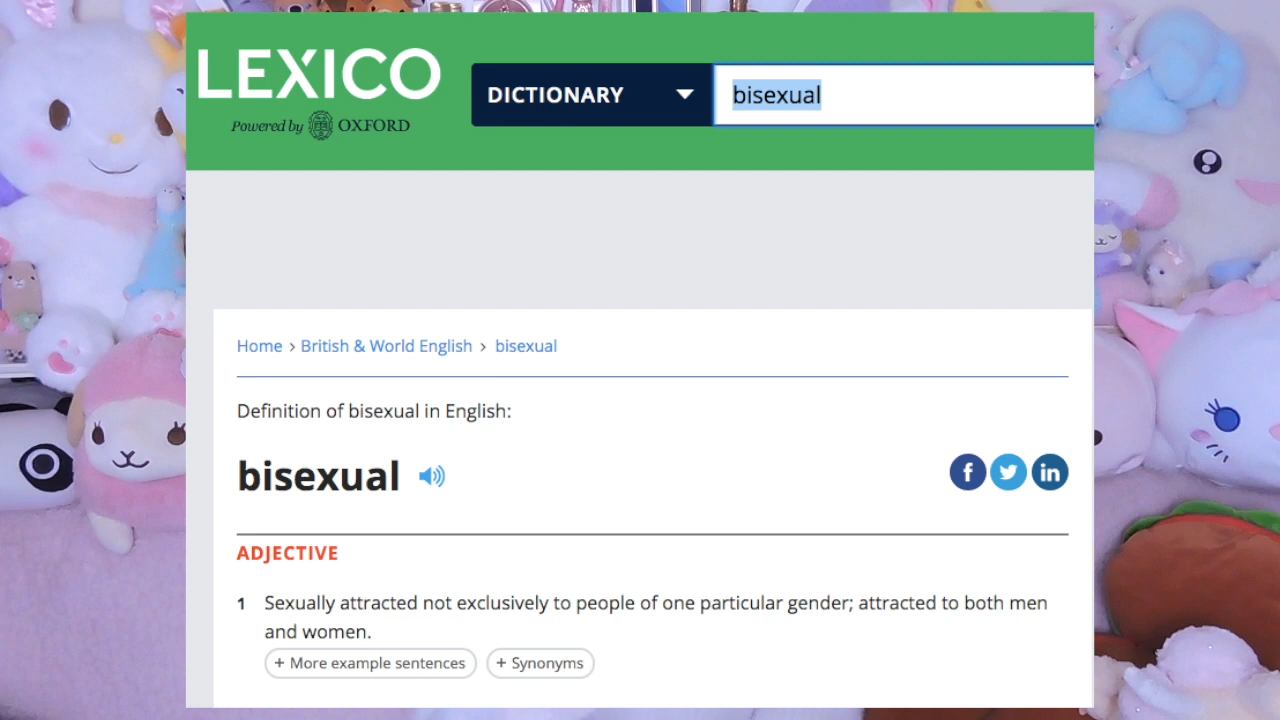 LEXICO
Powered by OXFORD
DICTIONARY
bisexual
Home > British & World English > bisexual
Definition of bisexual in English:
bisexual
ADJECTIVE
1 Sexually attracted not exclusively to people of one particular gender; attracted to both men
and women.
+ More example sentences + Synonyms